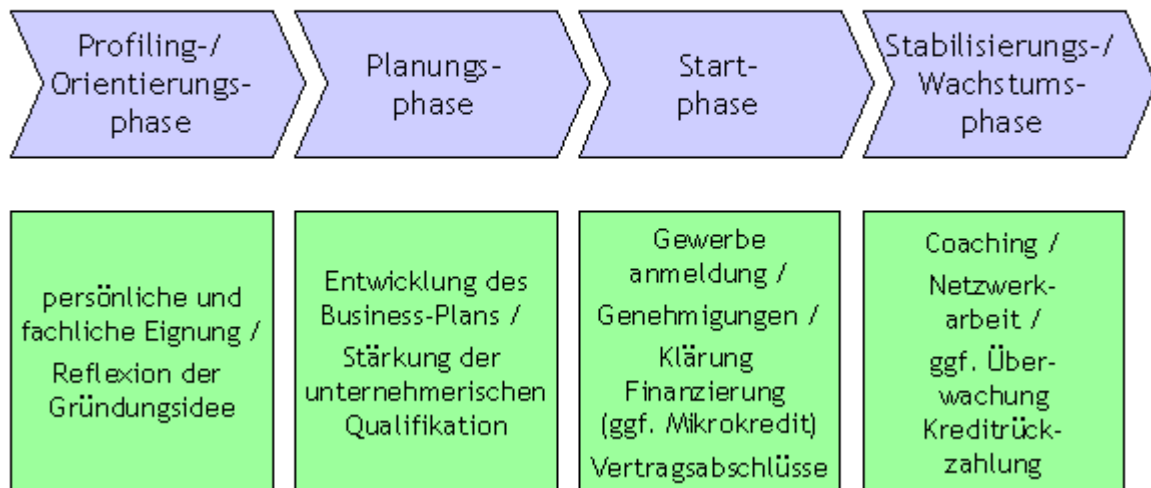 Profiling-/
Orientierungs-
phase
Planungs-
phase
Start-
phase
Stabilisierungs-/
Wachstums-
phase
persönliche und
fachliche Eignung /
Reflexion der
Gründungsidee
Entwicklung des
Business-Plans /
Stärkung der
unternehmerischen
Qualifikation
Gewerbe
anmeldung /
Genehmigungen /
Klärung
Finanzierung
(ggf. Mikrokredit)
Vertragsabschlüsse
Coaching /
Netzwerk-
arbeit /
ggf. Über-
wachung
Kreditrück-
zahlung